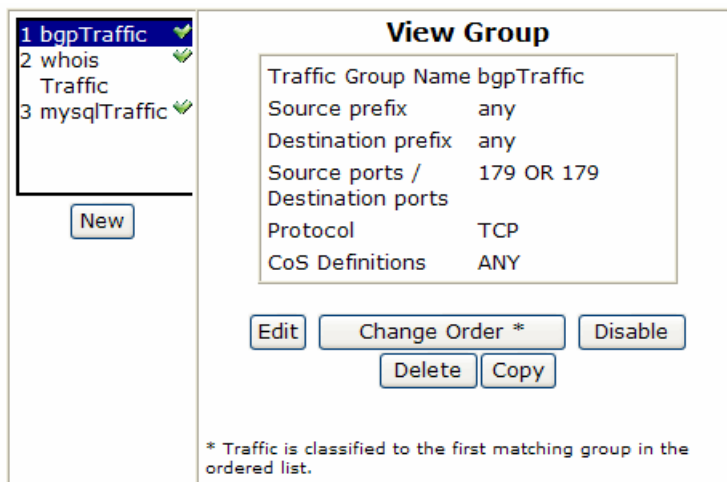 1 bgpTraffic
2 whois
Traffic
3 mysqlTraffic
New
View Group
Traffic Group Name bgpTraffic
Source prefix any
Destination prefix any
Source ports / 179 OR 179
Destination ports
Protocol TCP
CoS Definitions ANY
Edit Change Order * Disable
Delete Copy
* Traffic is classified to the first matching group in the
ordered list.